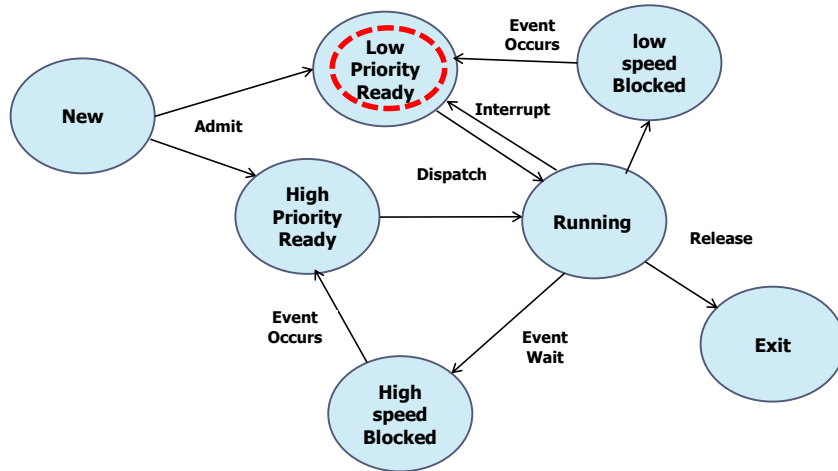 Low
Priority
Ready
Event
Occurs
low
speed
Blocked
New
Admit
Interrupt
Dispatch
High
Priority
Ready
Running
Release
Event
Occurs
Event
Wait
Exit
High
speed
Blocked